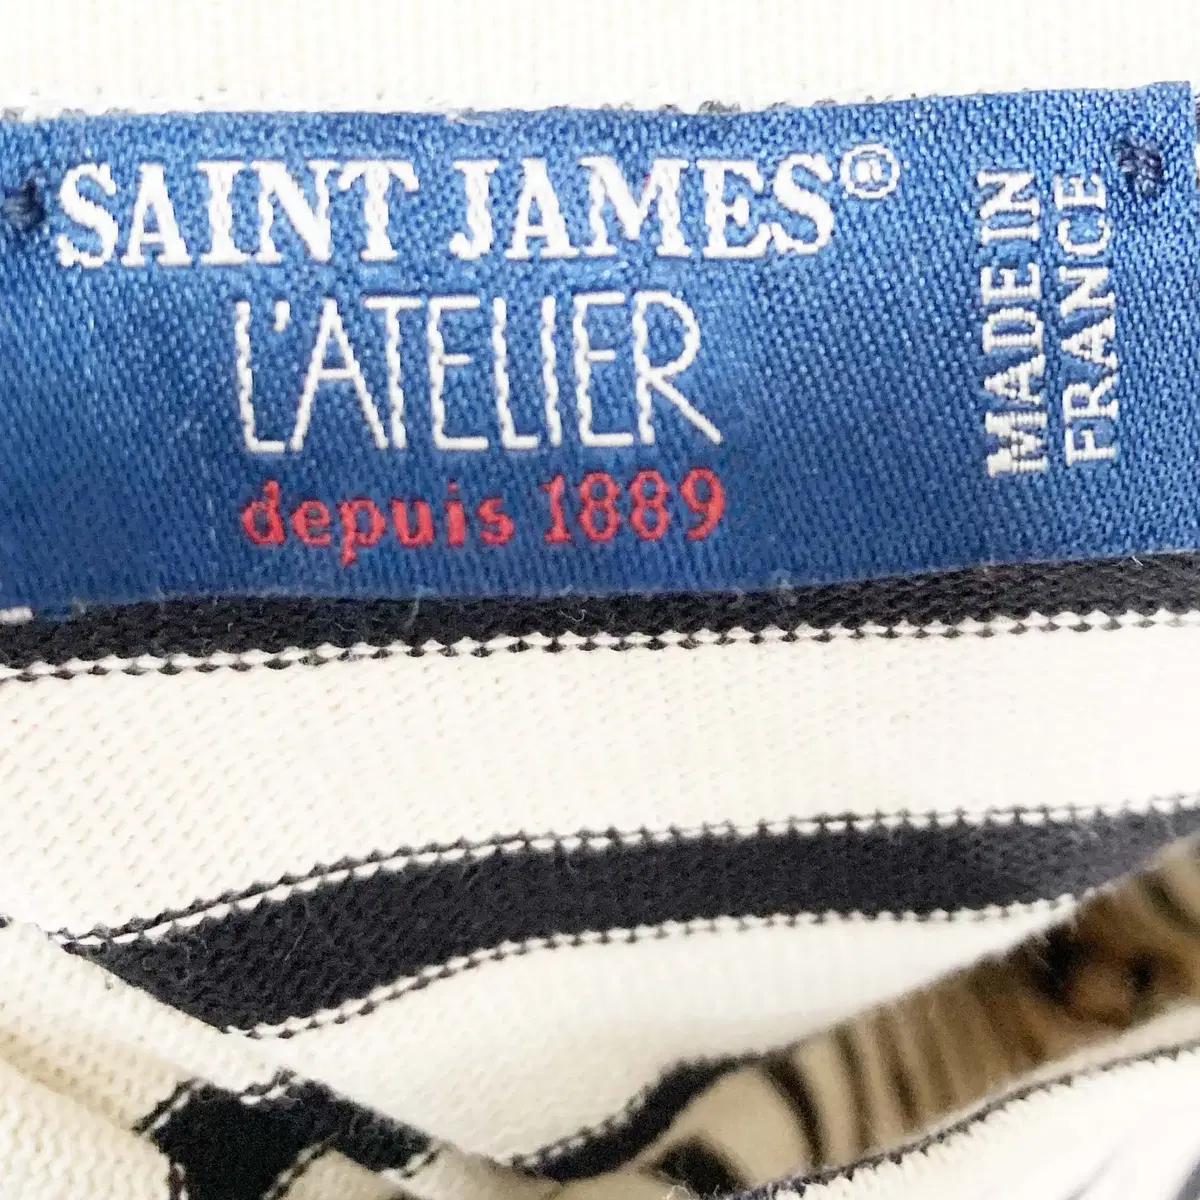 SAINT JAMES®
L'ATELIER
depuis 1889
MADE IN
FRANCE